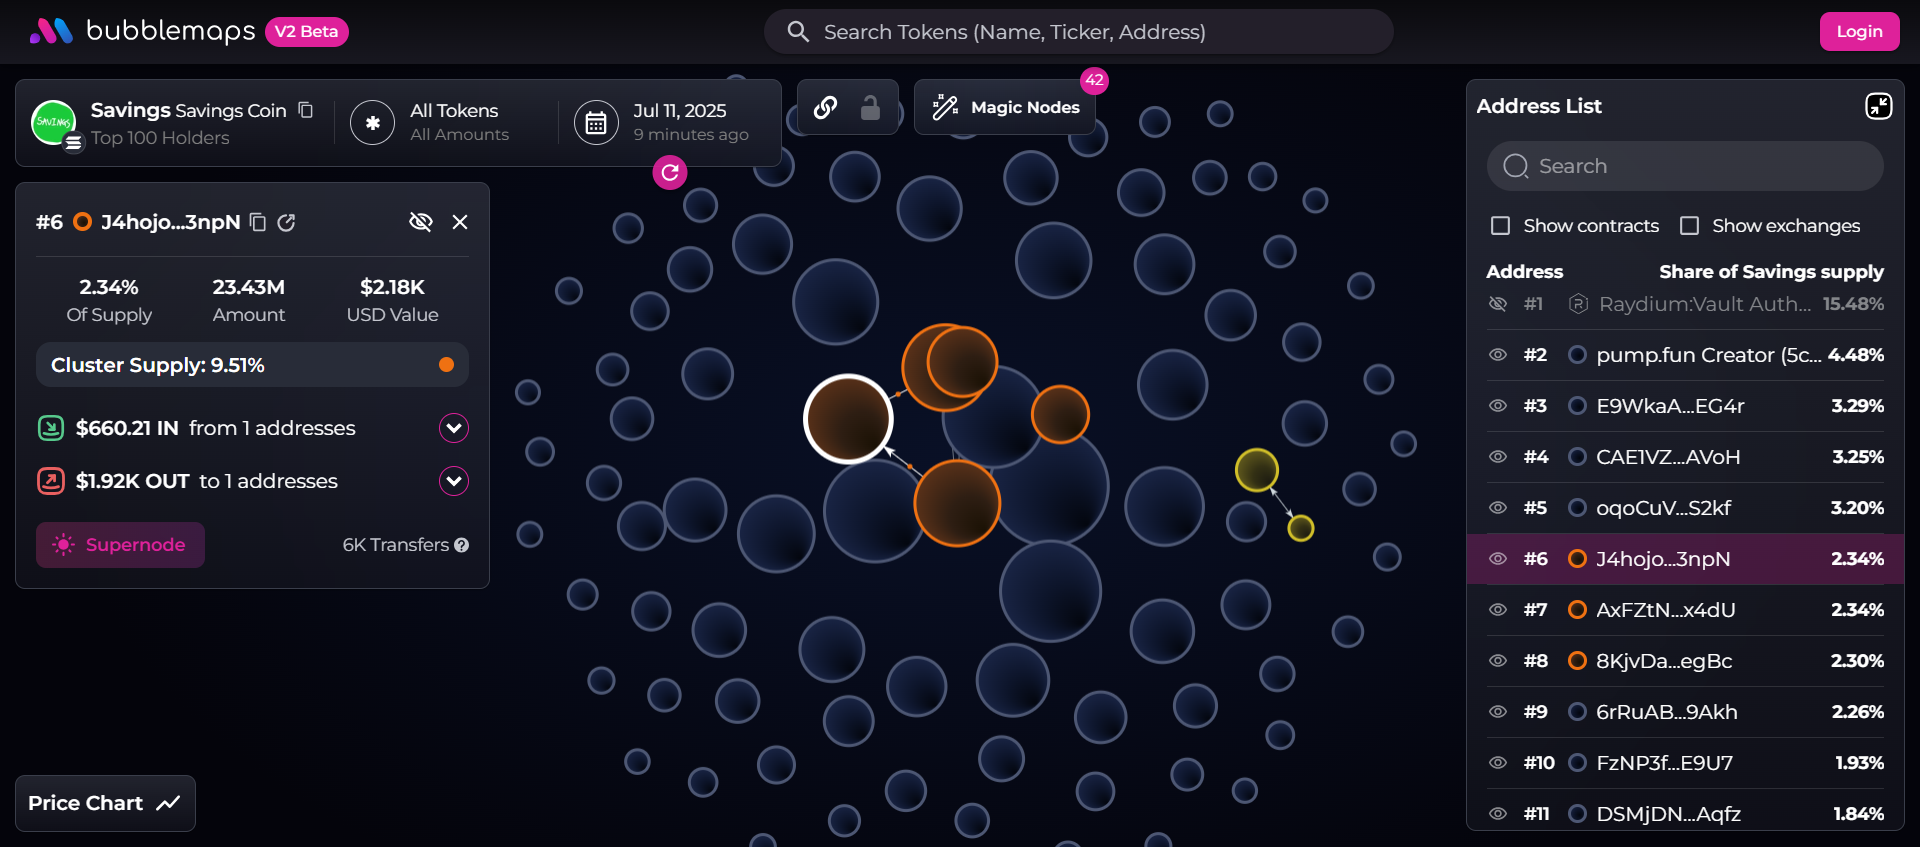 bubblemaps V2 Beta
Search Tokens (Name, Ticker, Address)
Login
SAVINGS
Savings Savings Coin
Top 100 Holders
All Tokens
All Amounts
Jul 11, 2025
9 minutes ago
Magic Nodes
42
#6 J4hojo...3npN
2.34%
Of Supply
23.43M
Amount
$2.18K
USD Value
Cluster Supply: 9.51%
$660.21 IN from 1 addresses
$1.92K OUT to 1 addresses
Supernode
6K Transfers ?
Price Chart
Address List
Search
Show contracts
Show exchanges
Address Share of Savings supply
#1 Raydium:Vault Auth... 15.48%
#2 pump.fun Creator (5c... 4.48%
#3 E9WkaA...EG4r 3.29%
#4 CAE1VZ...AVoH 3.25%
#5 oqoCuV...S2kf 3.20%
#6 J4hojo...3npN 2.34%
#7 AxFZtN...x4dU 2.34%
#8 8KjvDa...egBc 2.30%
#9 6rRuAB...9Akh 2.26%
#10 FzNP3f...E9U7 1.93%
#11 DSMjDN...Aqfz 1.84%